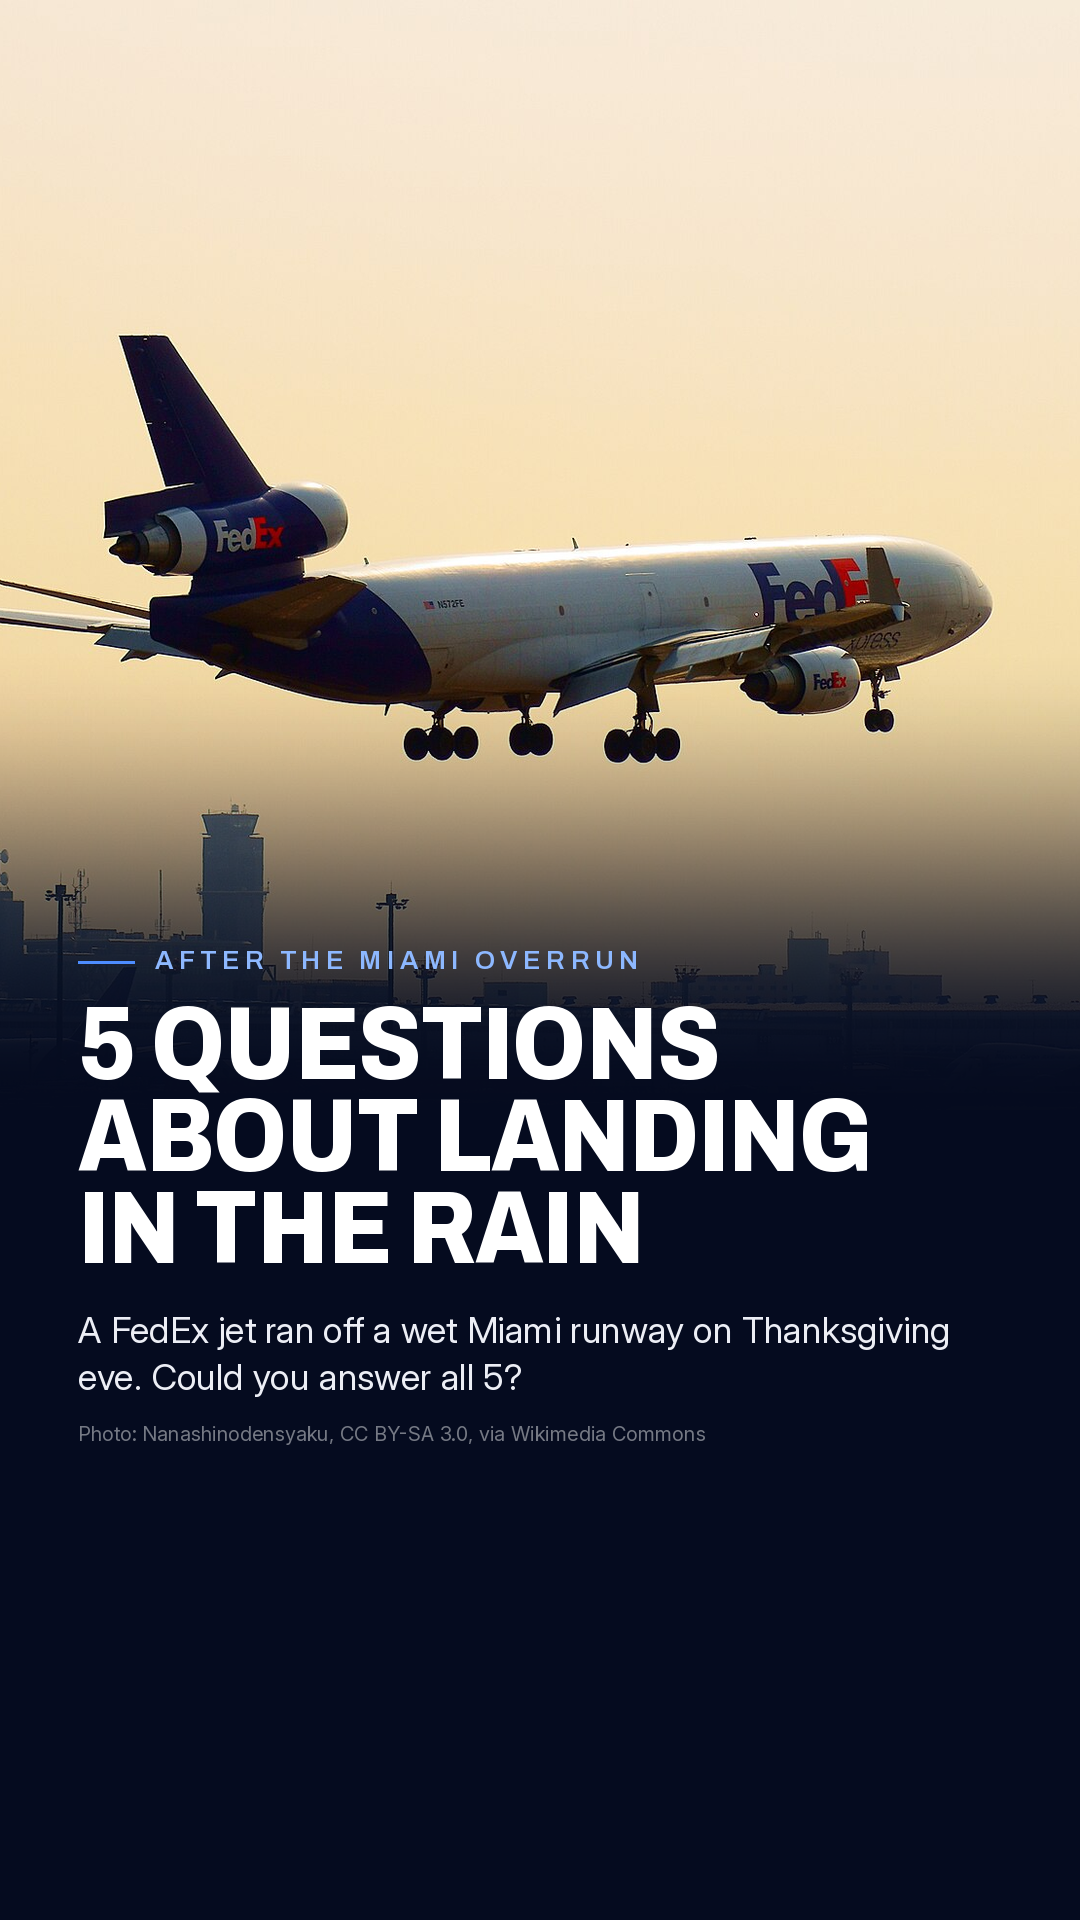 FedEx
N572FE
FedEx
Express
FedEx
AFTER THE MIAMI OVERRUN
5 QUESTIONS
ABOUT LANDING
IN THE RAIN
A FedEx jet ran off a wet Miami runway on Thanksgiving
eve. Could you answer all 5?
Photo: Nanashinodensyaku, CC BY-SA 3.0, via Wikimedia Commons